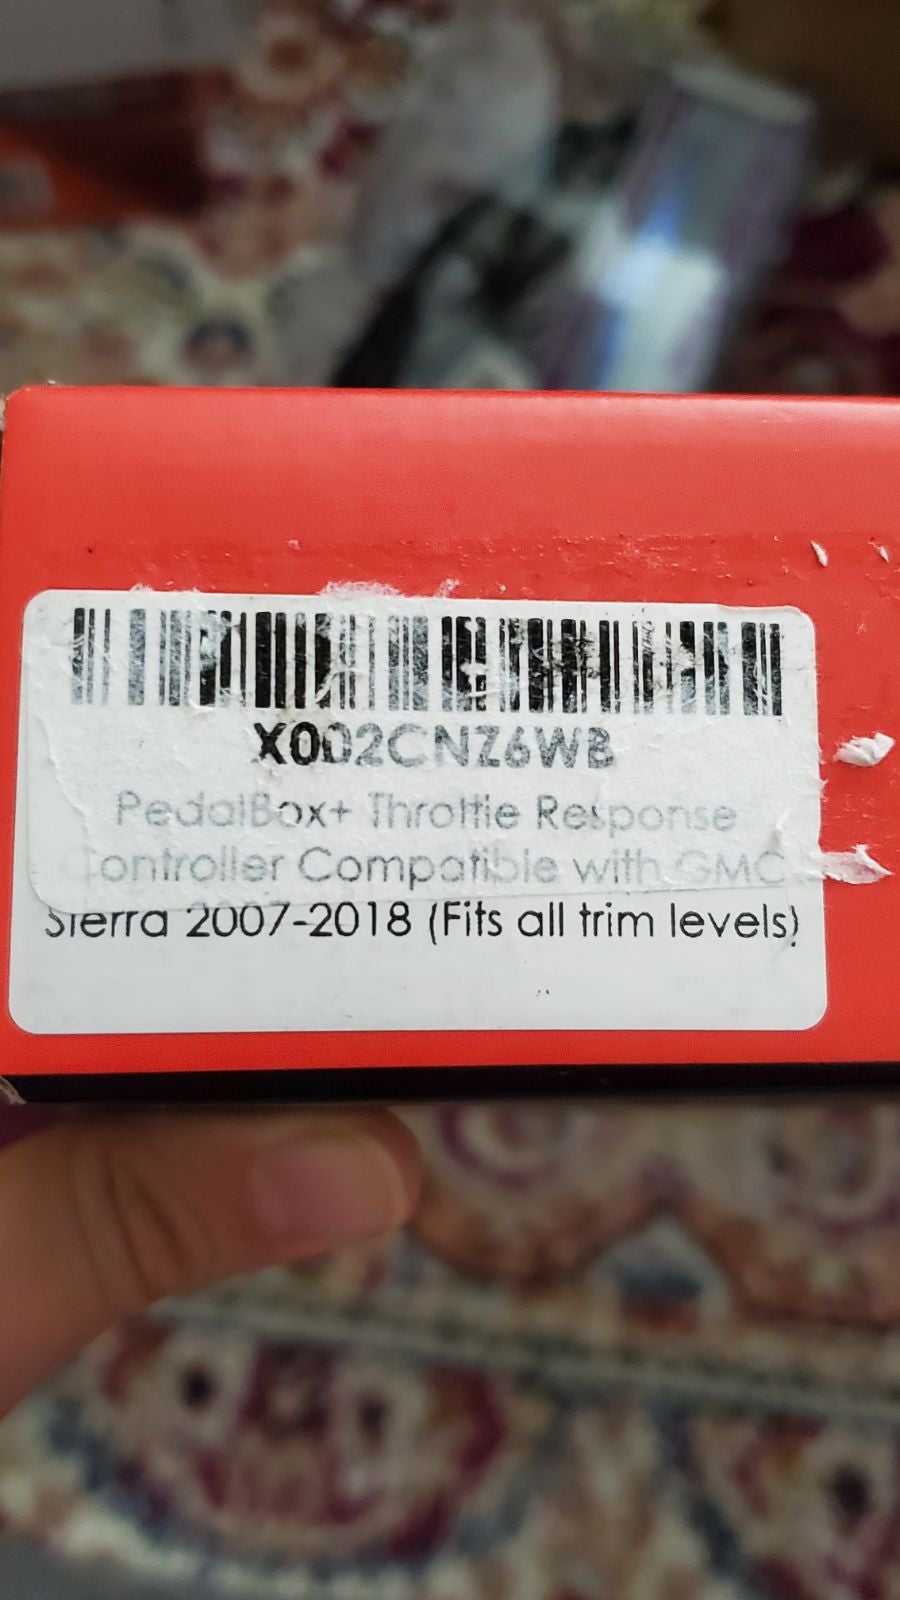 X002CNZ6WB
PedalBox+ Throttle Response
Controller Compatible with GMC
Sierra 2007-2018 (Fits all trim levels)